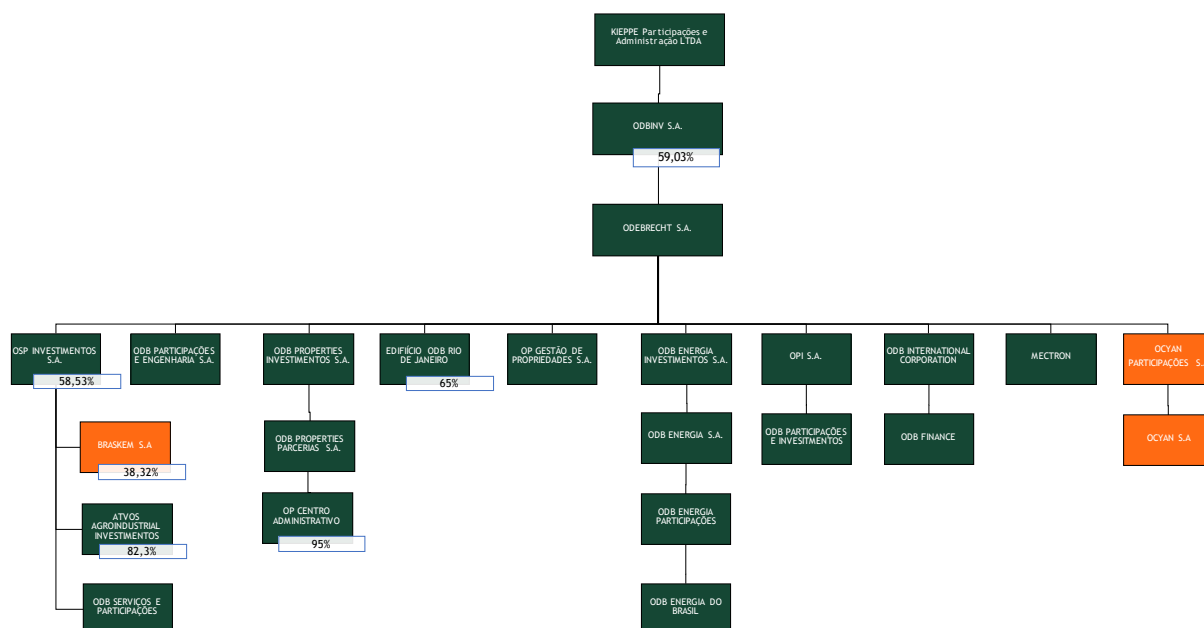 KIEPPE Participações e
Administração LTDA
ODBINV S.A.
59,03%
ODEBRECHT S.A.
OSP INVESTIMENTOS
S.A.
58,53%
ODB PARTICIPAÇÕES
E ENGENHARIA S.A.
ODB PROPERTIES
INVESTIMENTOS S.A.
EDIFIÍCIO ODB RIO
DE JANEIRO
65%
OP GESTÃO DE
PROPRIEDADES S.A.
ODB ENERGIA
INVESTIMENTOS S.A.
OPI S.A.
ODB INTERNATIONAL
CORPORATION
MECTRON
OCYAN
PARTICIPAÇÕES S.A
BRASKEM S.A
38,32%
ODB PROPERTIES
PARCERIAS S.A.
ODB ENERGIA S.A.
ODB PARTICIPAÇÕES
E INVESITMENTOS
ODB FINANCE
OCYAN S.A
ATVOS
AGROINDUSTRIAL
INVESTIMENTOS
82,3%
OP CENTRO
ADMINISTRATIVO
95%
ODB ENERGIA
PARTICIPAÇÕES
ODB SERVIÇOS E
PARTICIPAÇÕES
ODB ENERGIA DO
BRASIL